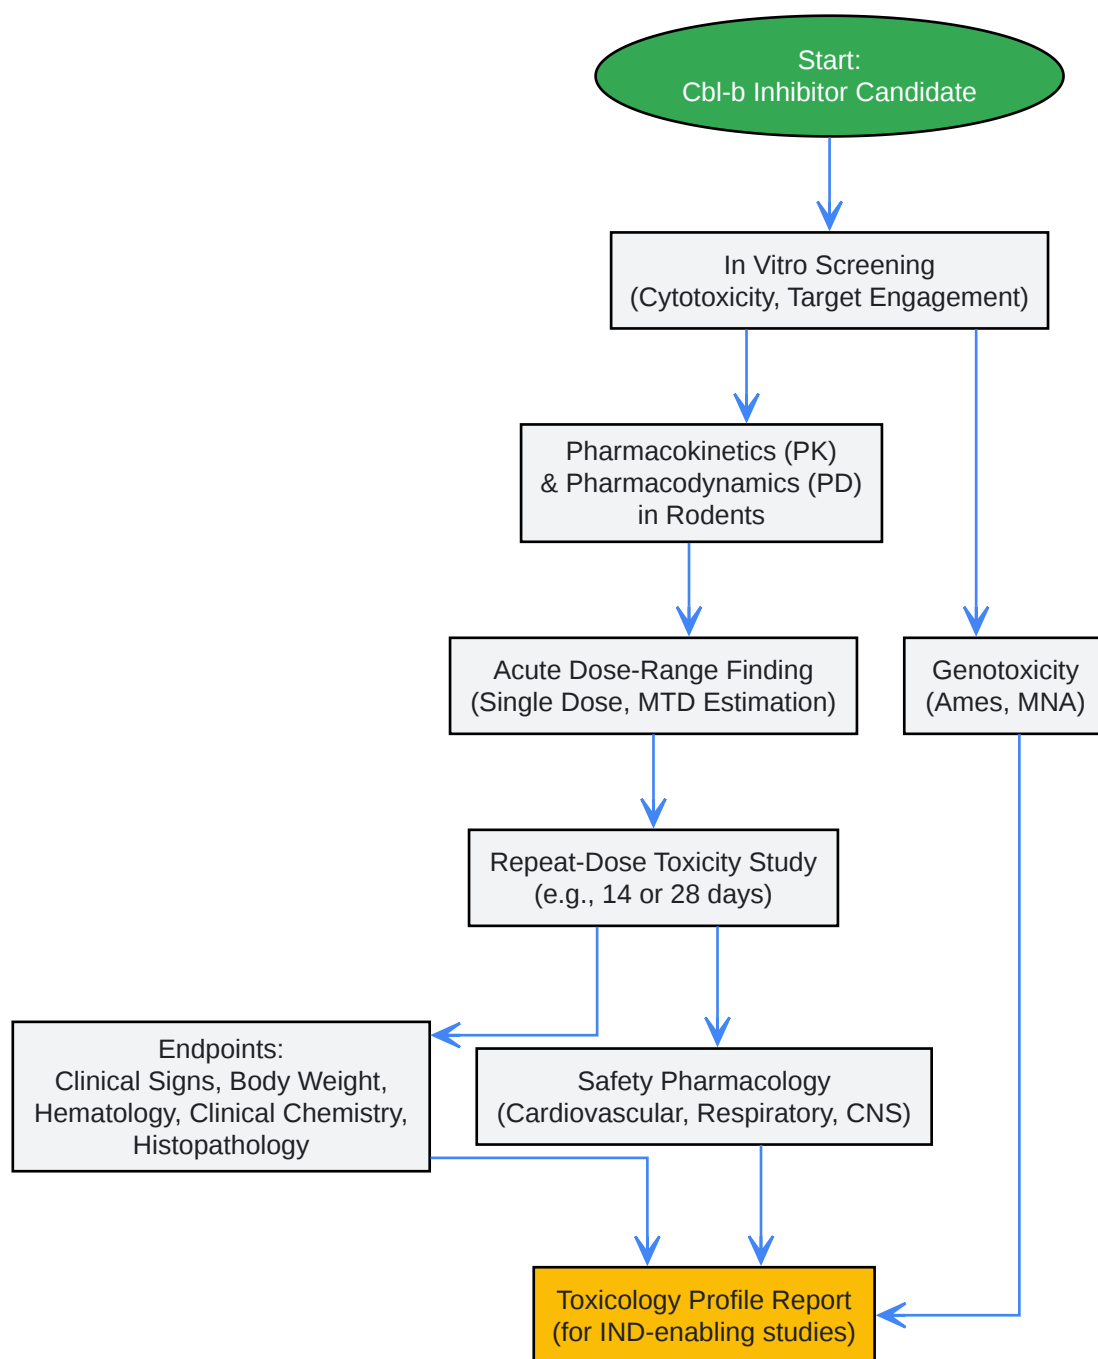 Start:
Cbl-b Inhibitor Candidate
In Vitro Screening
(Cytotoxicity, Target Engagement)
Pharmacokinetics (PK)
& Pharmacodynamics (PD)
in Rodents
Acute Dose-Range Finding
(Single Dose, MTD Estimation)
Genotoxicity
(Ames, MNA)
Repeat-Dose Toxicity Study
(e.g., 14 or 28 days)
Endpoints:
Clinical Signs, Body Weight,
Hematology, Clinical Chemistry,
Histopathology
Safety Pharmacology
(Cardiovascular, Respiratory, CNS)
Toxicology Profile Report
(for IND-enabling studies)